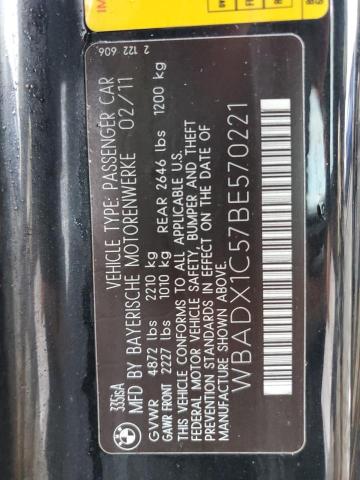 2 122 606
335isA
VEHICLE TYPE: PASSENGER CAR
MFD BY BAYERISCHE MOTORENWERKE 02/11
GVWR 4872 lbs 2210 kg
GAWR FRONT 2227 lbs 1010 kg REAR 2646 lbs 1200 kg
THIS VEHICLE CONFORMS TO ALL APPLICABLE U.S.
FEDERAL MOTOR VEHICLE SAFETY, BUMPER AND THEFT
PREVENTION STANDARDS IN EFFECT ON THE DATE OF
MANUFACTURE SHOWN ABOVE.
WBADX1C57BE570221